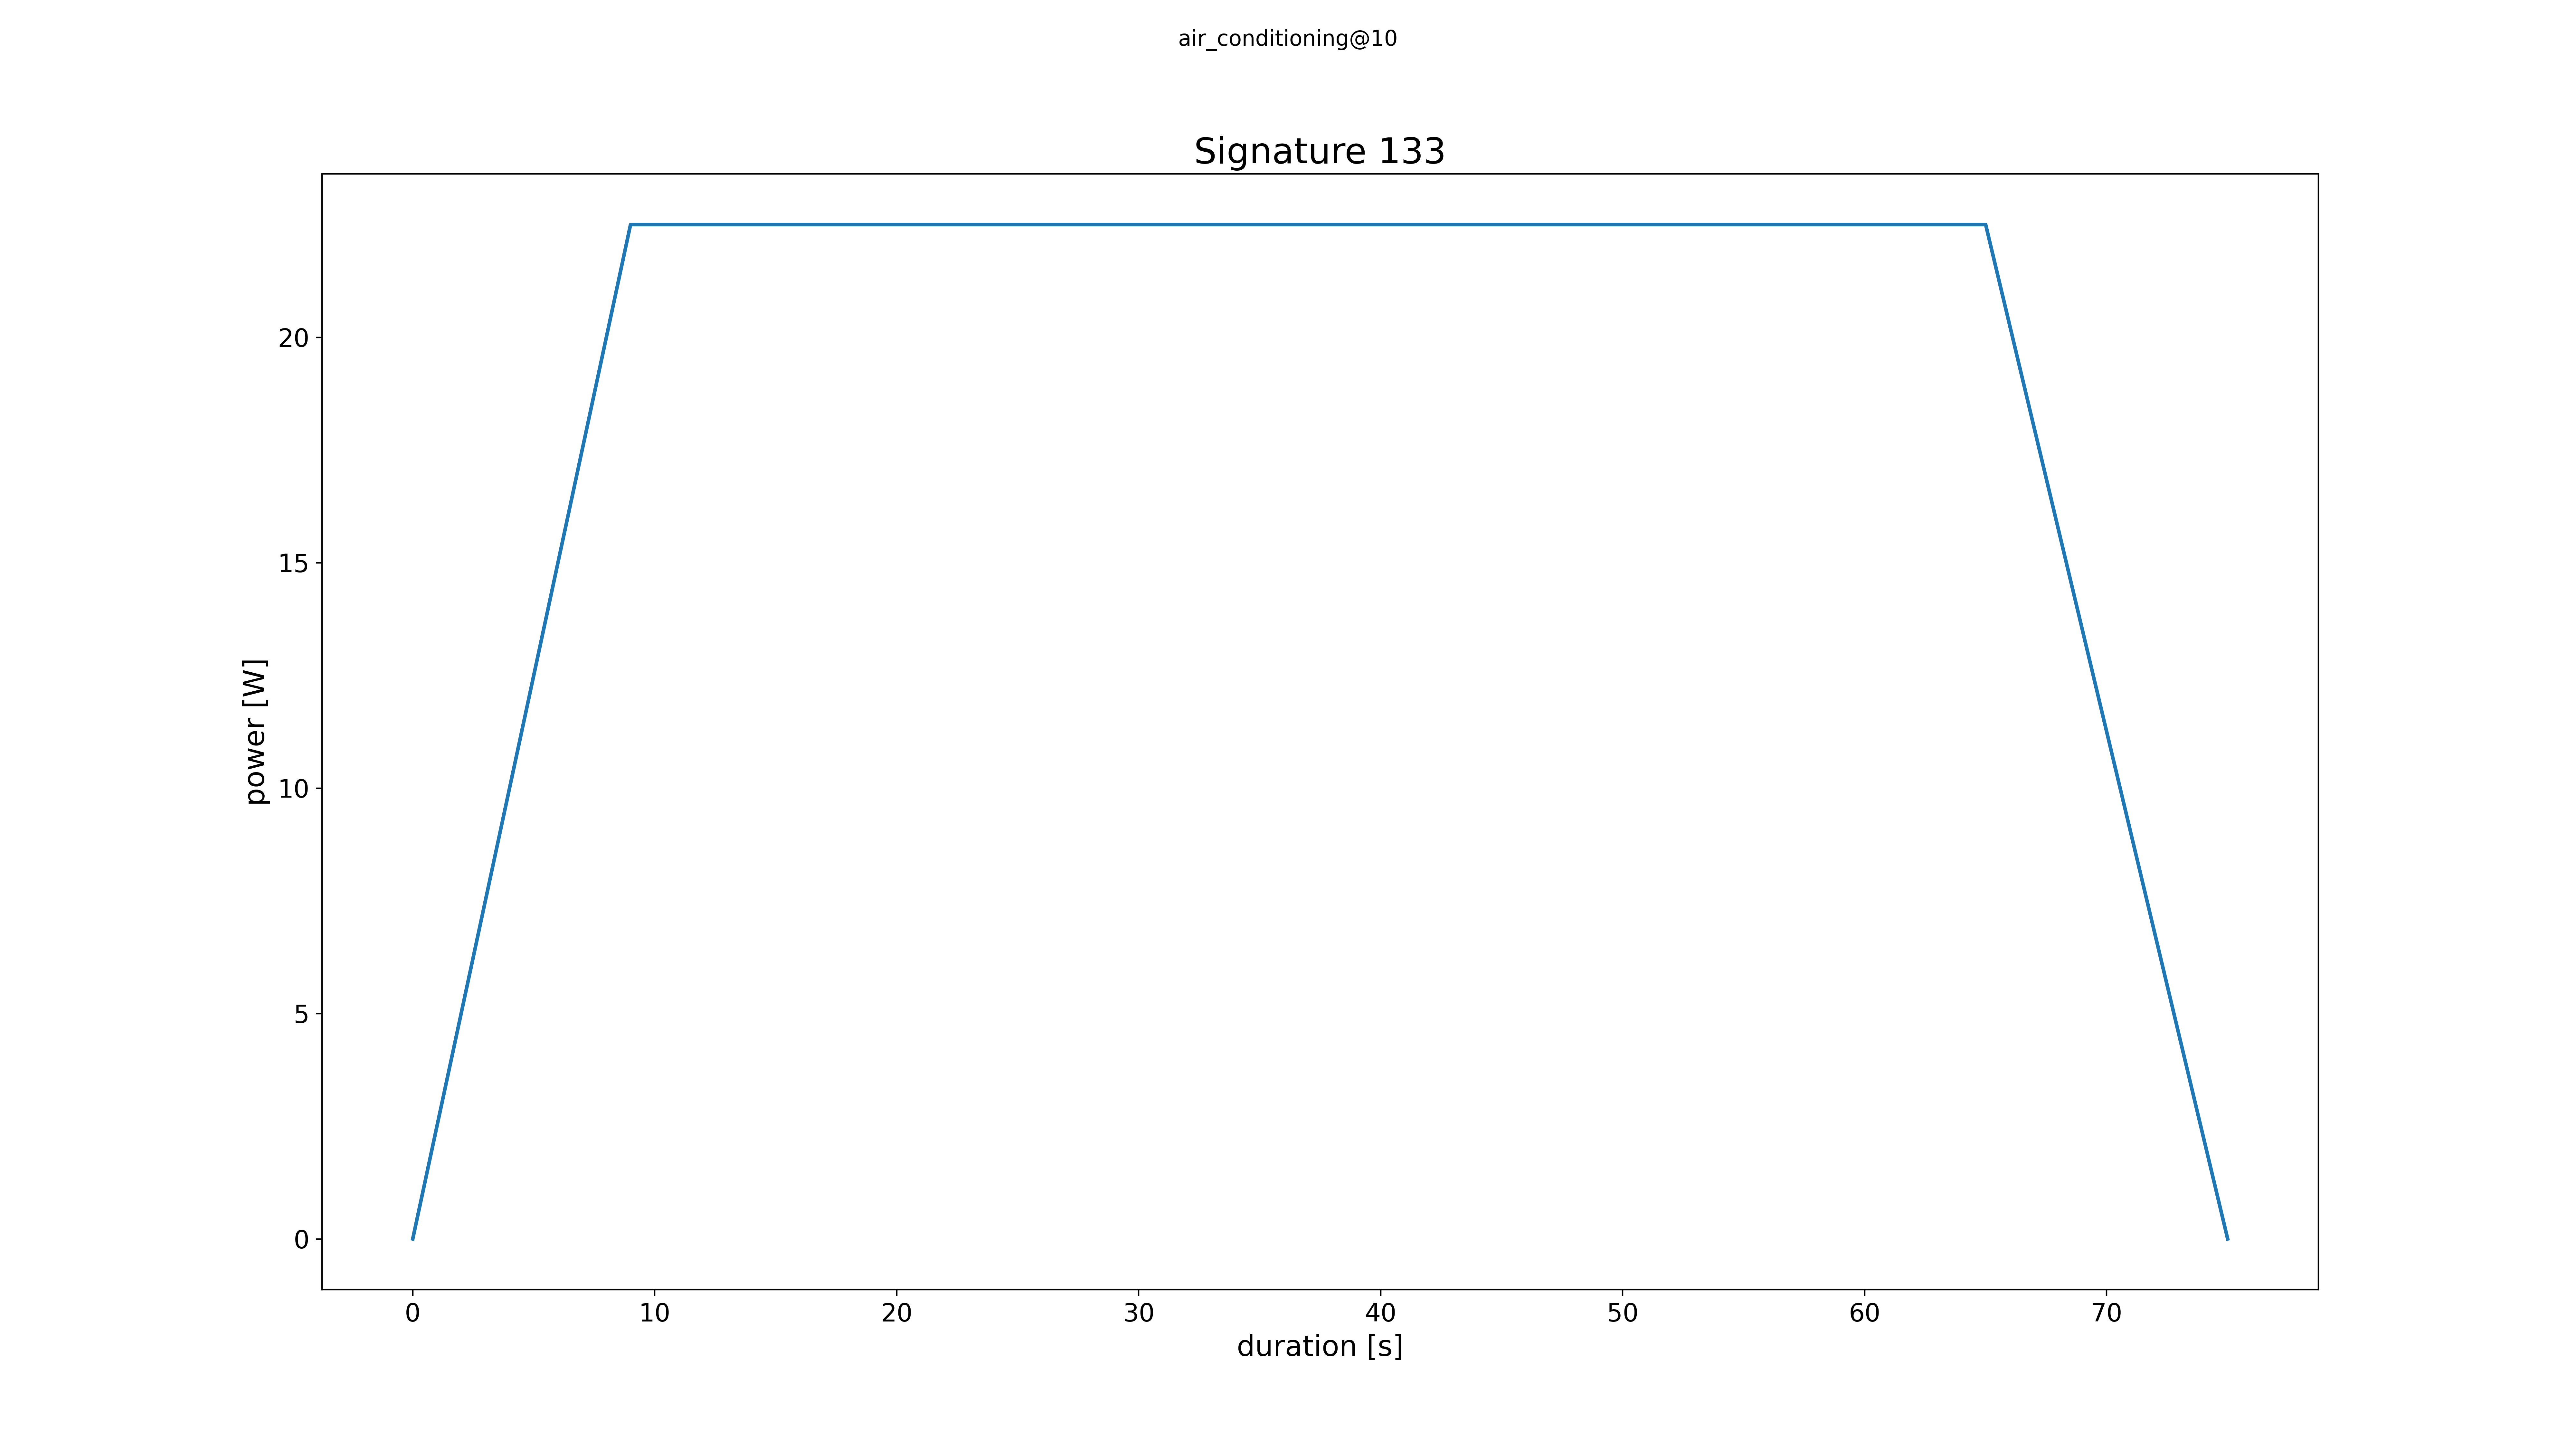 air_conditioning@10
Signature 133
power [W]
20
15
10
5
0
0 10 20 30 40 50 60 70
duration [s]